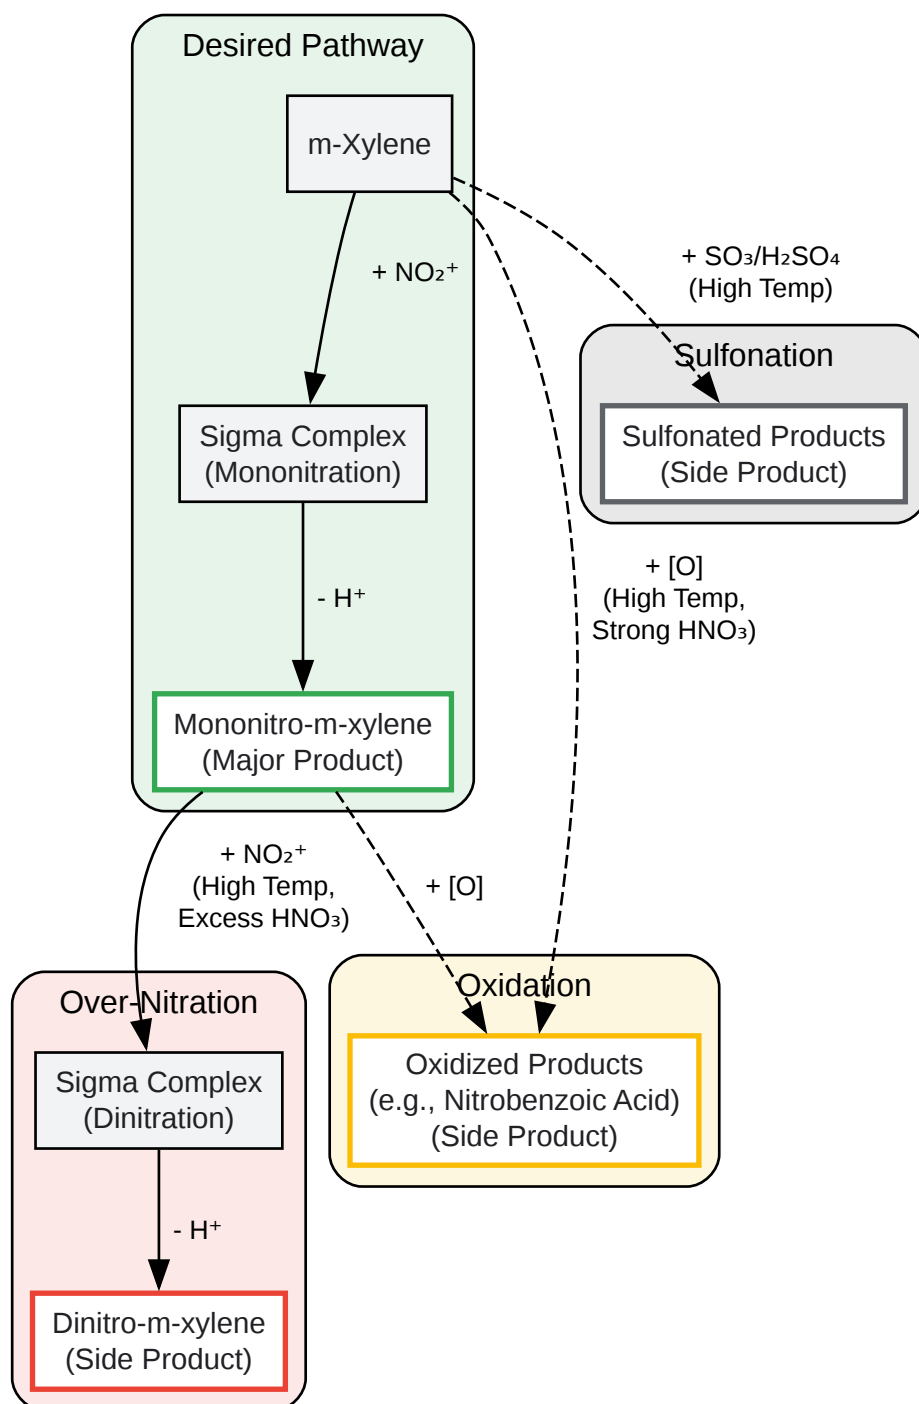 Desired Pathway
m-Xylene
+ NO₂⁺
+ SO₃/H₂SO₄
(High Temp)
Sulfonation
Sulfonated Products
(Side Product)
Sigma Complex
(Mononitration)
- H⁺
+ [O]
(High Temp,
Strong HNO₃)
Mononitro-m-xylene
(Major Product)
+ NO₂⁺
(High Temp,
Excess HNO₃)
+ [O]
Over-Nitration
Sigma Complex
(Dinitration)
- H⁺
Dinitro-m-xylene
(Side Product)
Oxidation
Oxidized Products
(e.g., Nitrobenzoic Acid)
(Side Product)